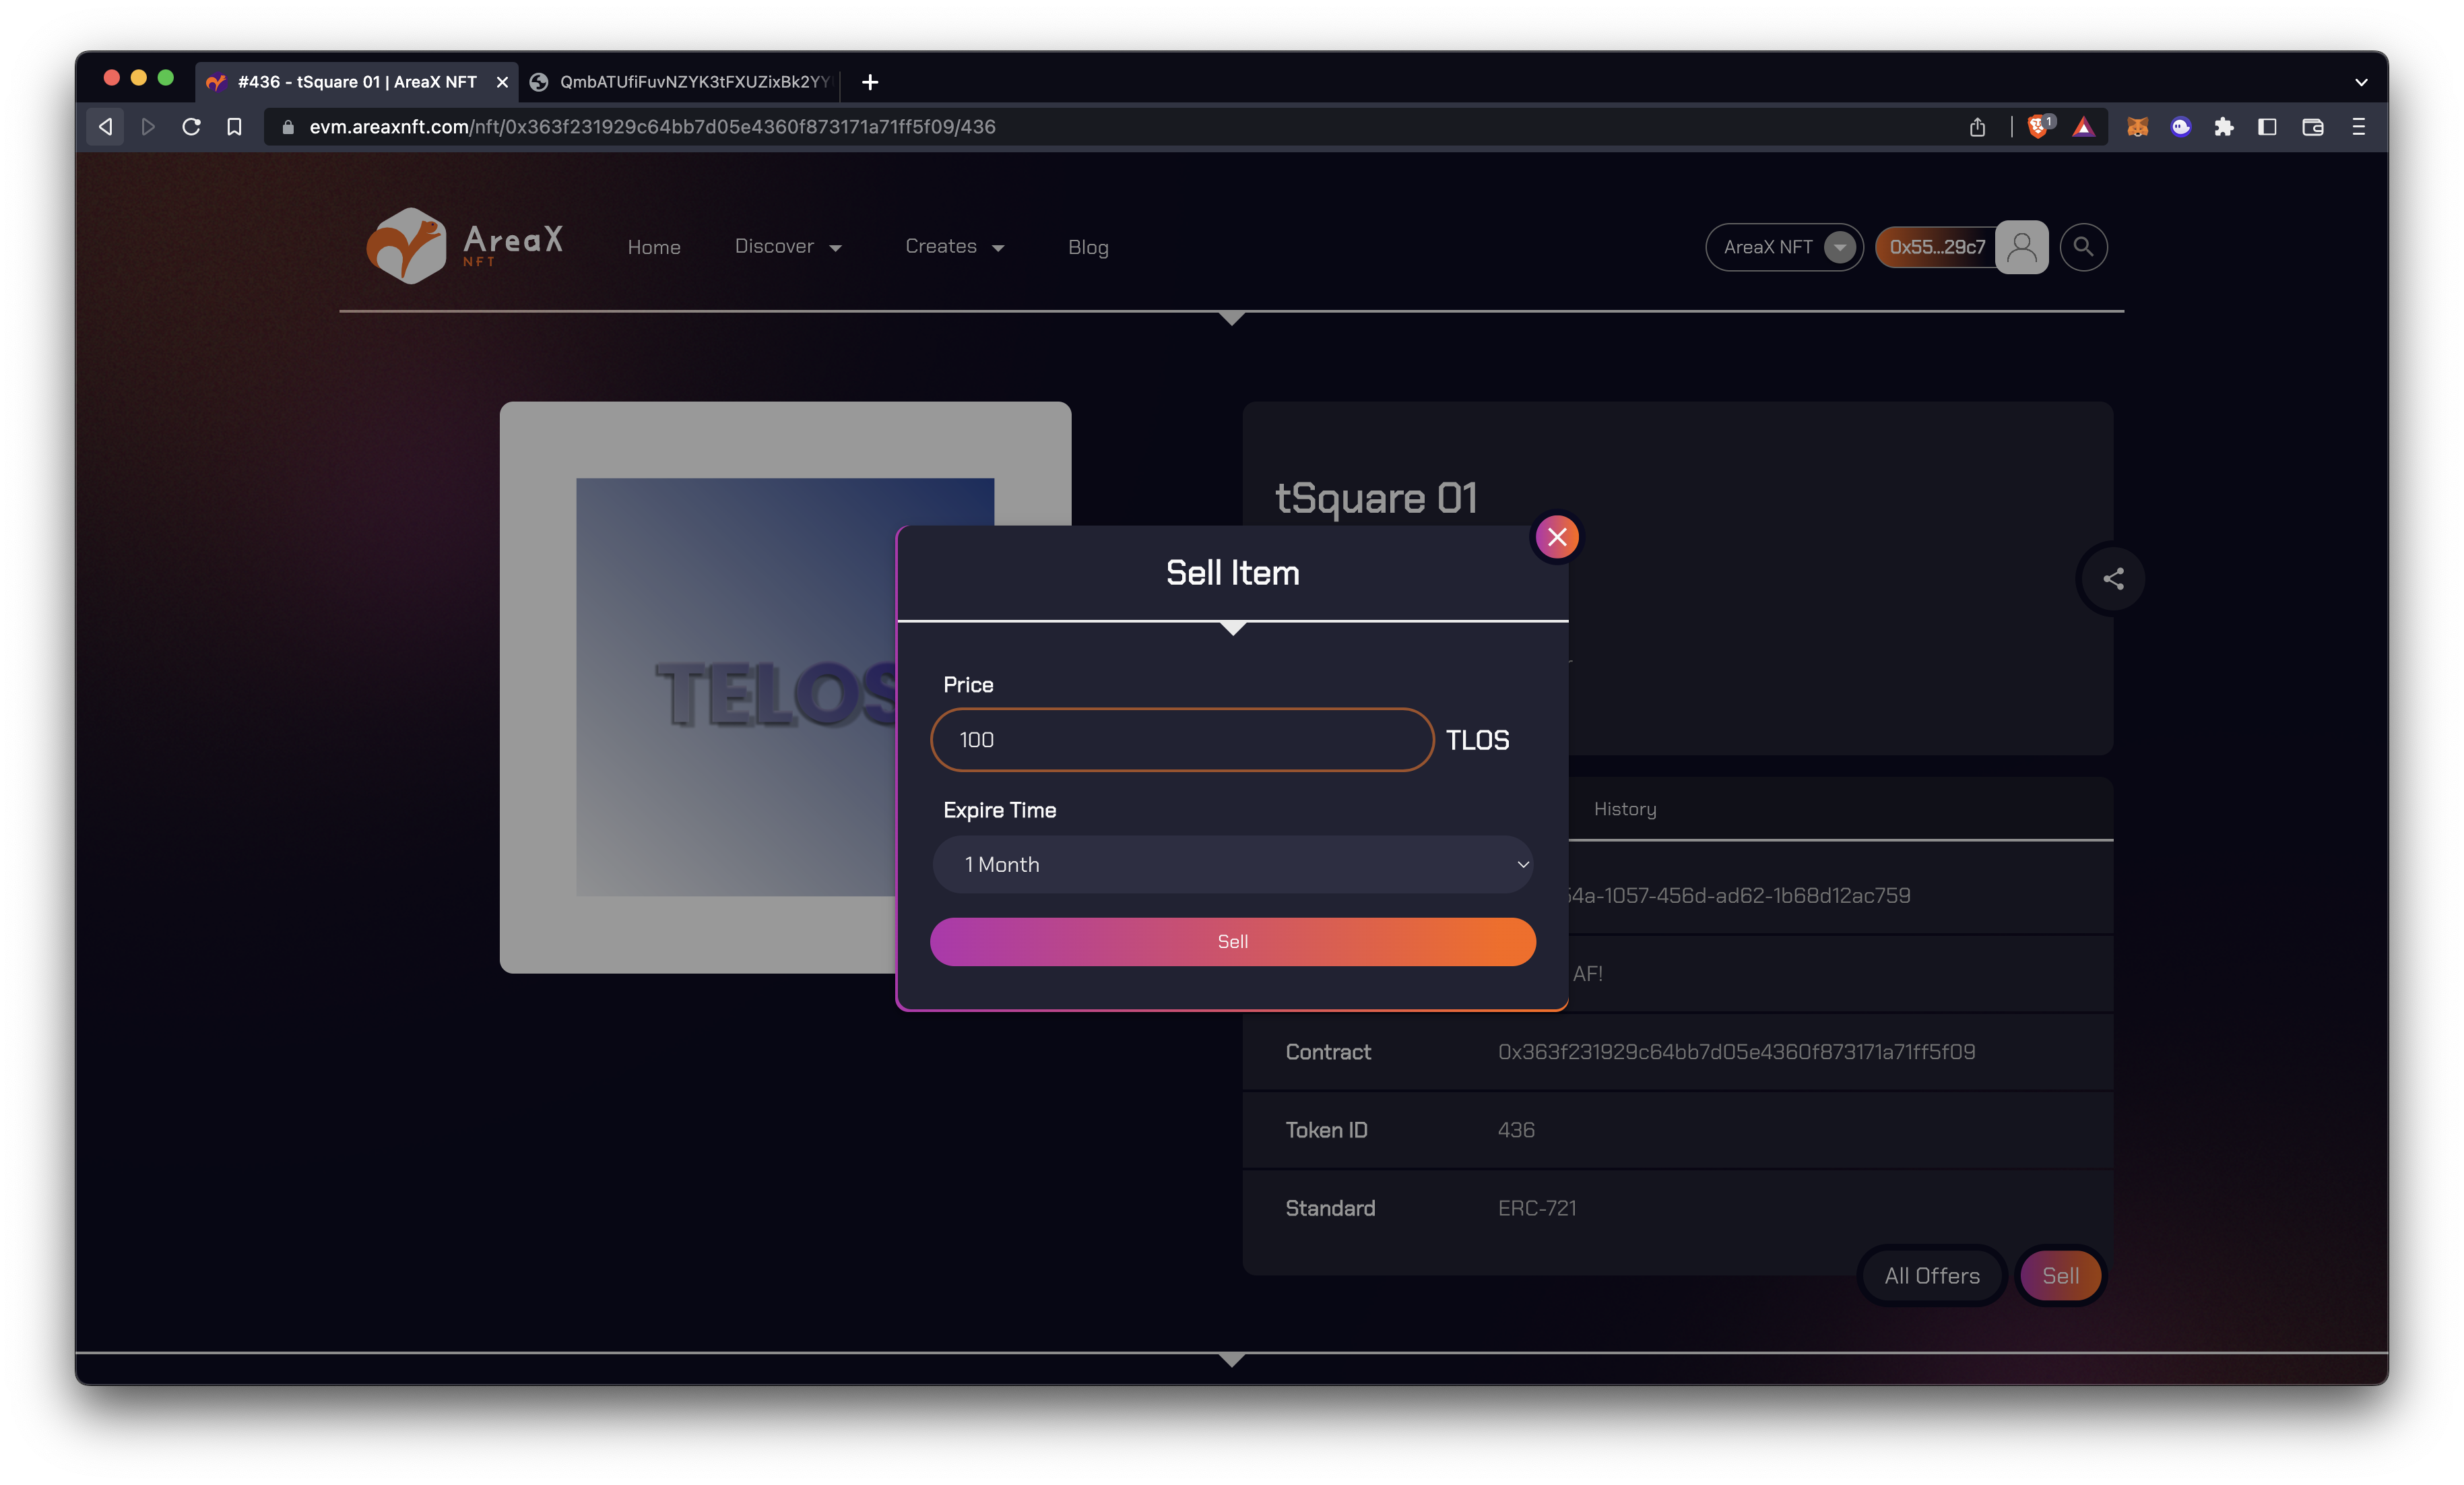 #436 - tSquare 01 | AreaX NFT
QmbATUfiFuvNZYK3tFXUZixBk2YY
evm.areaxnft.com/nft/0x363f231929c64bb7d05e4360f873171a71ff5f09/436
1
AreaX
NFT
Home
Discover
Creates
Blog
AreaX NFT
0x55...29c7
tSquare 01
TELOS
Sell Item
Price
100
TLOS
Expire Time
1 Month
Sell
History
54a-1057-456d-ad62-1b68d12ac759
AF!
Contract
0x363f231929c64bb7d05e4360f873171a71ff5f09
Token ID
436
Standard
ERC-721
All Offers
Sell